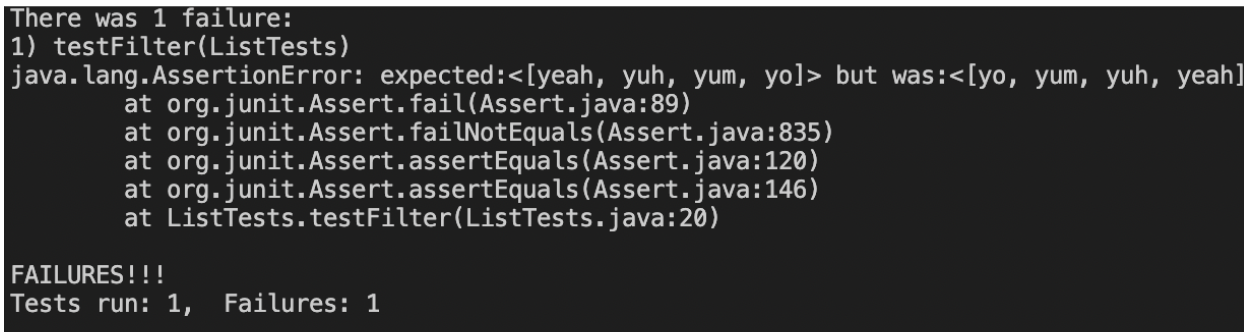 There was 1 failure:
1) testFilter(ListTests)
java.lang.AssertionError: expected:<[yeah, yuh, yum, yo]> but was:<[yo, yum, yuh, yeah]
at org.junit.Assert.fail(Assert.java:89)
at org.junit.Assert.failNotEquals(Assert.java:835)
at org.junit.Assert.assertEquals(Assert.java:120)
at org.junit.Assert.assertEquals(Assert.java:146)
at ListTests.testFilter(ListTests.java:20)
FAILURES!!!
Tests run: 1,  Failures: 1